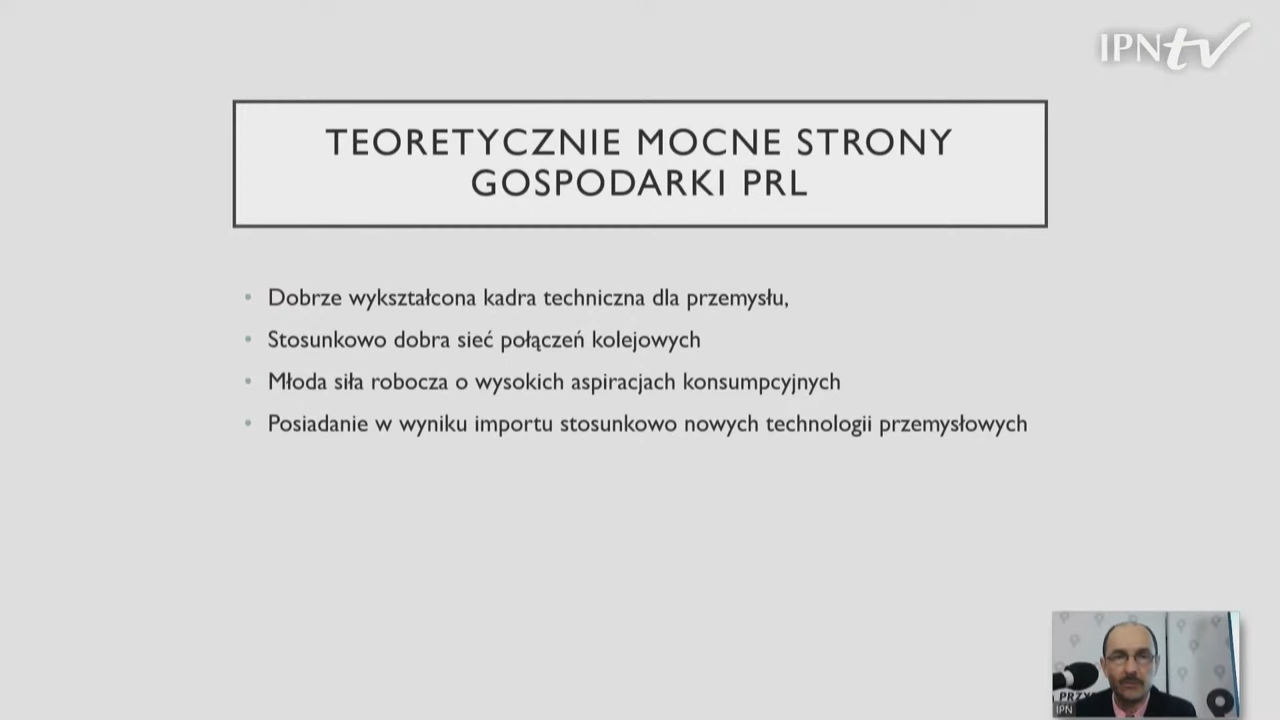 IPNtv
TEORETYCZNIE MOCNE STRONY
GOSPODARKI PRL
• Dobrze wykształcona kadra techniczna dla przemysłu,
• Stosunkowo dobra sieć połączeń kolejowych
• Młoda siła robocza o wysokich aspiracjach konsumpcyjnych
• Posiadanie w wyniku importu stosunkowo nowych technologii przemysłowych
PRZY
IPN